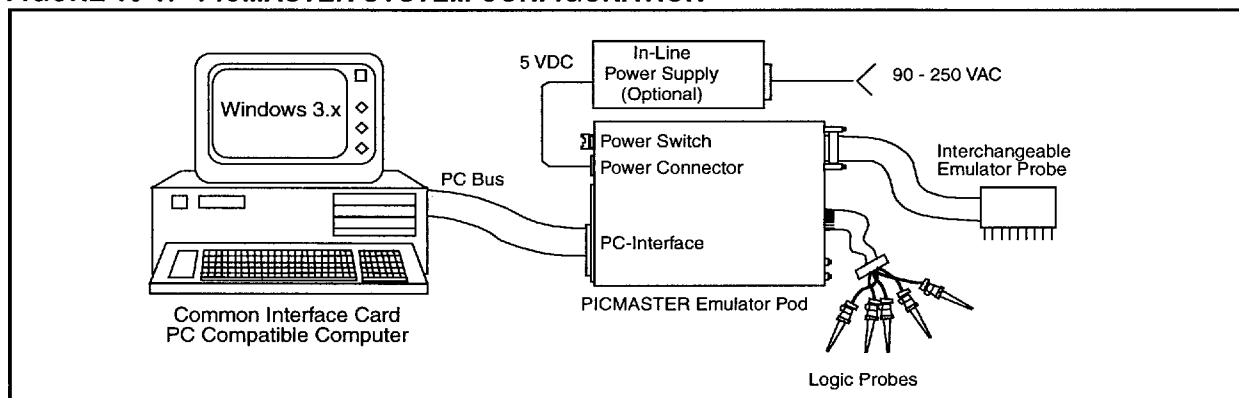 Windows 3.x
Common Interface Card
PC Compatible Computer
PC Bus
5 VDC
In-Line
Power Supply
(Optional)
90 - 250 VAC
Power Switch
Power Connector
PC-Interface
PICMASTER Emulator Pod
Interchangeable
Emulator Probe
Logic Probes